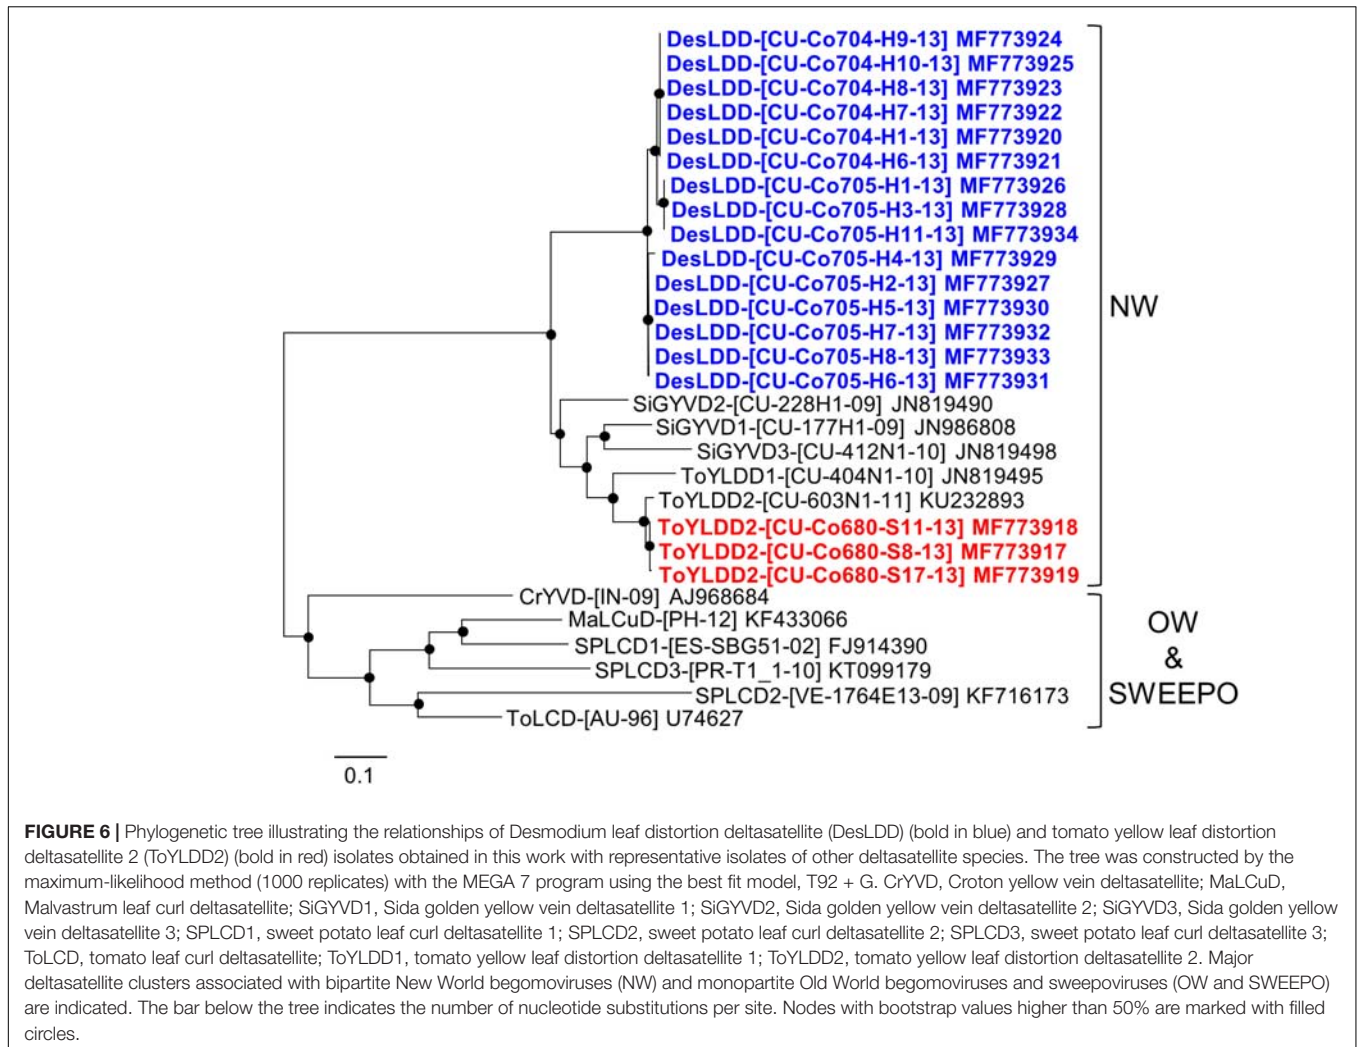 DesLDD-[CU-Co704-H9-13] MF773924
DesLDD-[CU-Co704-H10-13] MF773925
DesLDD-[CU-Co704-H8-13] MF773923
DesLDD-[CU-Co704-H7-13] MF773922
DesLDD-[CU-Co704-H1-13] MF773920
DesLDD-[CU-Co704-H6-13] MF773921
DesLDD-[CU-Co705-H1-13] MF773926
DesLDD-[CU-Co705-H3-13] MF773928
DesLDD-[CU-Co705-H11-13] MF773934
DesLDD-[CU-Co705-H4-13] MF773929
DesLDD-[CU-Co705-H2-13] MF773927
DesLDD-[CU-Co705-H5-13] MF773930
DesLDD-[CU-Co705-H7-13] MF773932
DesLDD-[CU-Co705-H8-13] MF773933
DesLDD-[CU-Co705-H6-13] MF773931
SiGYVD2-[CU-228H1-09] JN819490
SiGYVD1-[CU-177H1-09] JN986808
SiGYVD3-[CU-412N1-10] JN819498
ToYLDD1-[CU-404N1-10] JN819495
ToYLDD2-[CU-603N1-11] KU232893
ToYLDD2-[CU-Co680-S11-13] MF773918
ToYLDD2-[CU-Co680-S8-13] MF773917
ToYLDD2-[CU-Co680-S17-13] MF773919
NW
CrYVD-[IN-09] AJ968684
MaLCuD-[PH-12] KF433066
SPLCD1-[ES-SBG51-02] FJ914390
SPLCD3-[PR-T1_1-10] KT099179
SPLCD2-[VE-1764E13-09] KF716173
ToLCD-[AU-96] U74627
OW
&
SWEEPO
0.1
FIGURE 6 | Phylogenetic tree illustrating the relationships of Desmodium leaf distortion deltasatellite (DesLDD) (bold in blue) and tomato yellow leaf distortion
deltasatellite 2 (ToYLDD2) (bold in red) isolates obtained in this work with representative isolates of other deltasatellite species. The tree was constructed by the
maximum-likelihood method (1000 replicates) with the MEGA 7 program using the best fit model, T92 + G. CrYVD, Croton yellow vein deltasatellite; MaLCuD,
Malvastrum leaf curl deltasatellite; SiGYVD1, Sida golden yellow vein deltasatellite 1; SiGYVD2, Sida golden yellow vein deltasatellite 2; SiGYVD3, Sida golden yellow
vein deltasatellite 3; SPLCD1, sweet potato leaf curl deltasatellite 1; SPLCD2, sweet potato leaf curl deltasatellite 2; SPLCD3, sweet potato leaf curl deltasatellite 3;
ToLCD, tomato leaf curl deltasatellite; ToYLDD1, tomato yellow leaf distortion deltasatellite 1; ToYLDD2, tomato yellow leaf distortion deltasatellite 2. Major
deltasatellite clusters associated with bipartite New World begomoviruses (NW) and monopartite Old World begomoviruses and sweepoviruses (OW and SWEEPO)
are indicated. The bar below the tree indicates the number of nucleotide substitutions per site. Nodes with bootstrap values higher than 50% are marked with filled
circles.